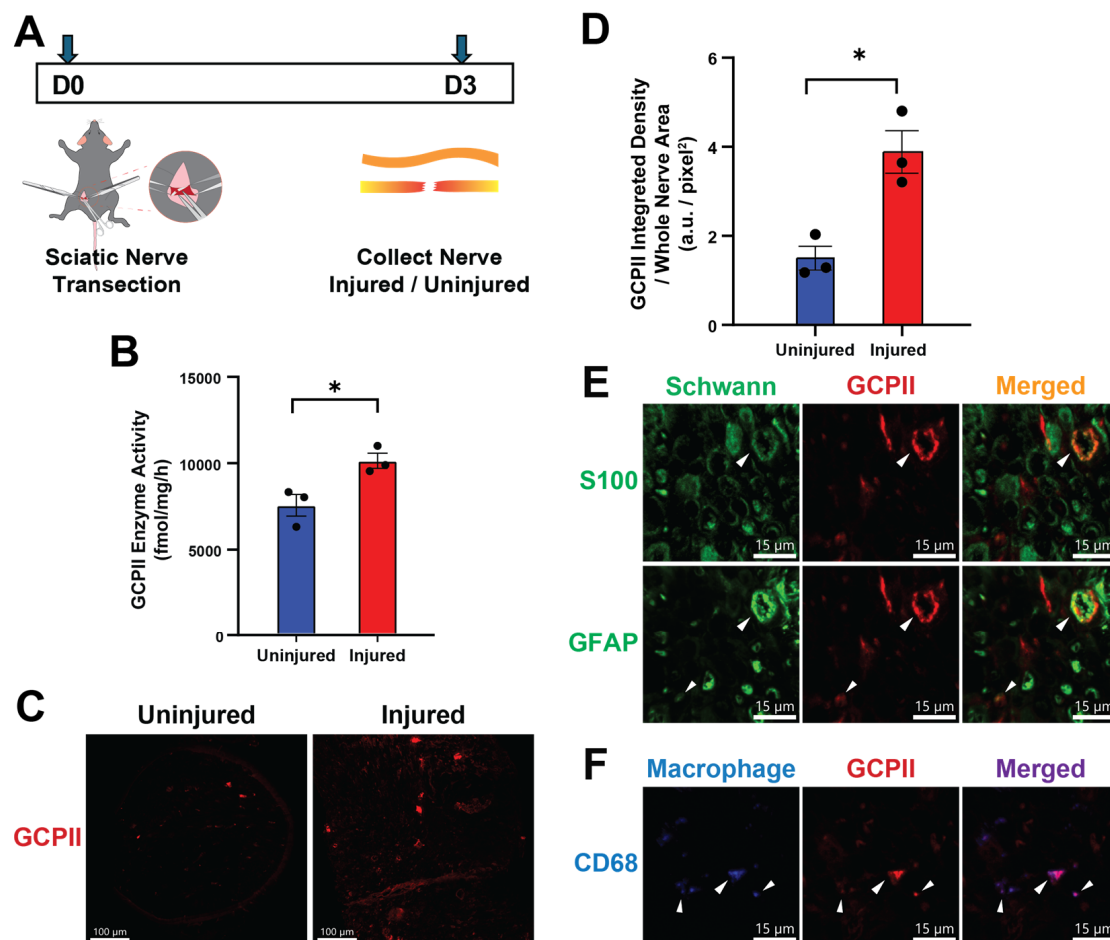 A
D0
D3
Sciatic Nerve
Transection
Collect Nerve
Injured / Uninjured
B
GCPII Enzyme Activity
(fmol/mg/h)
15000
10000
5000
0
*
Uninjured
Injured
C
Uninjured
Injured
GCPII
100 µm
100 µm
D
GCPII Integreted Density
/ Whole Nerve Area
(a.u. / pixel²)
6
4
2
0
*
Uninjured
Injured
E
Schwann
GCPII
Merged
S100
15 µm
15 µm
15 µm
GFAP
15 µm
15 µm
15 µm
F
Macrophage
GCPII
Merged
CD68
15 µm
15 µm
15 µm